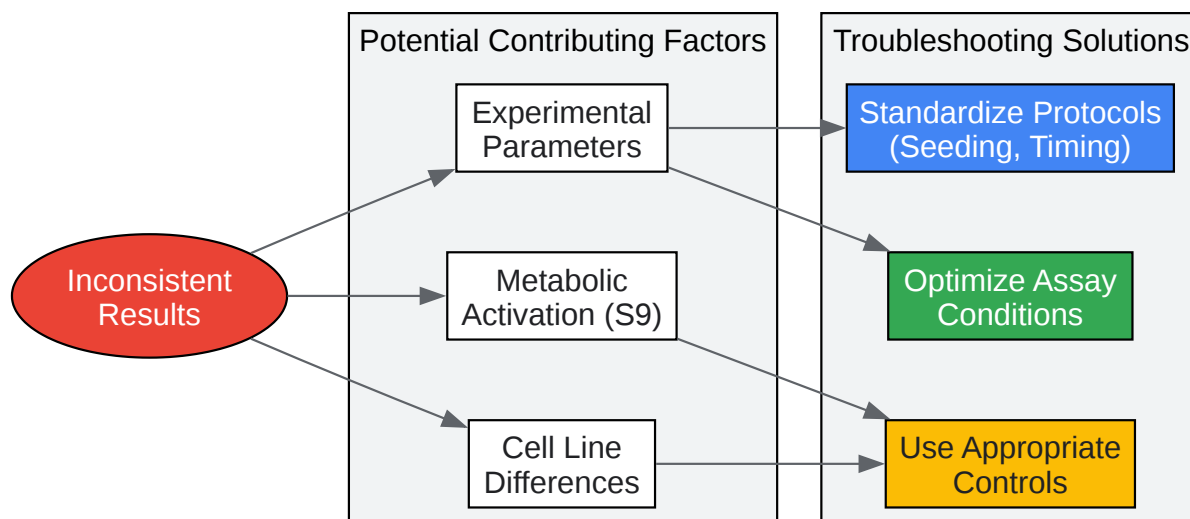 Potential Contributing Factors
Troubleshooting Solutions
Experimental
Parameters
Standardize Protocols
(Seeding, Timing)
Inconsistent
Results
Metabolic
Activation (S9)
Optimize Assay
Conditions
Cell Line
Differences
Use Appropriate
Controls